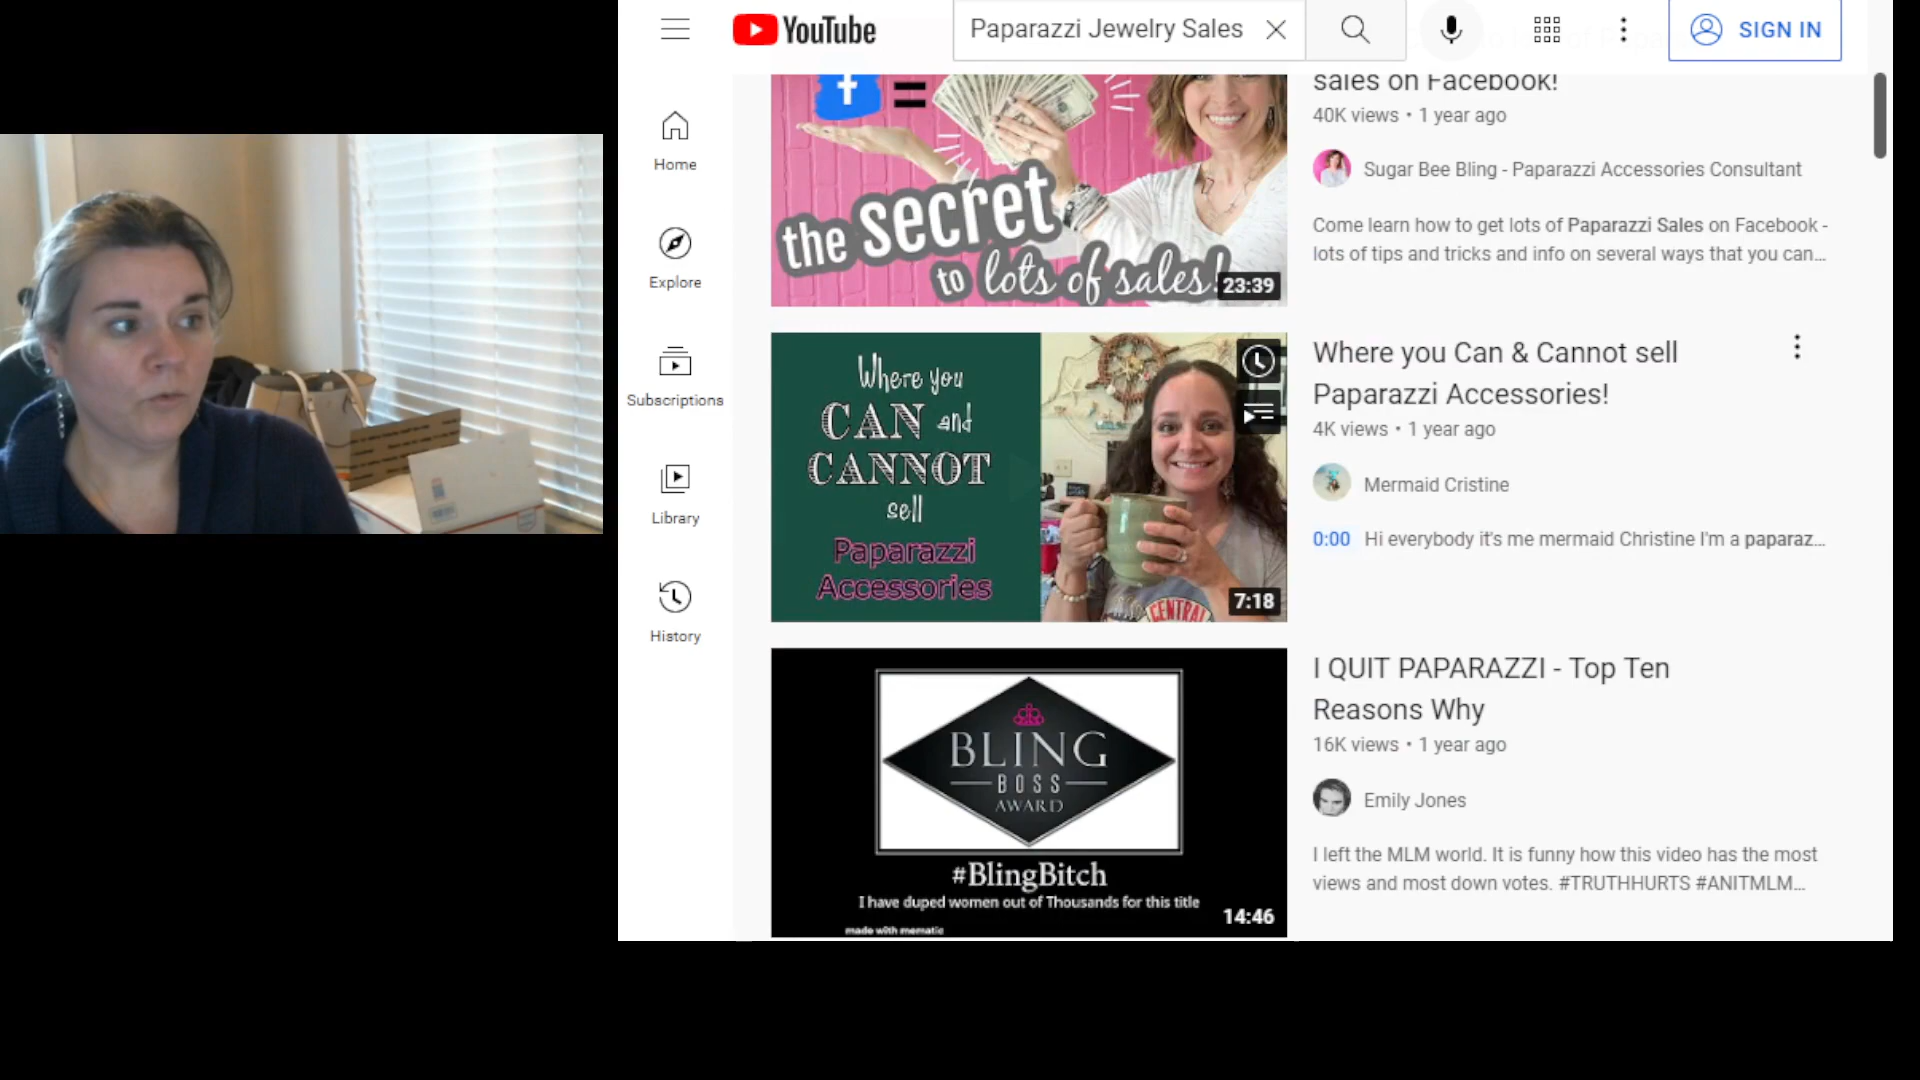 YouTube
Paparazzi Jewelry Sales
SIGN IN
Home
Explore
Subscriptions
Library
History
the secret
to lots of sales!
23:39
sales on Facebook!
40K views • 1 year ago
Sugar Bee Bling - Paparazzi Accessories Consultant
Come learn how to get lots of Paparazzi Sales on Facebook -
lots of tips and tricks and info on several ways that you can...
Where you
CAN and
CANNOT
sell
Paparazzi
Accessories
CENTRAL
7:18
Where you Can & Cannot sell
Paparazzi Accessories!
4K views • 1 year ago
Mermaid Cristine
0:00 Hi everybody it's me mermaid Christine I'm a paparaz...
BLING
BOSS
AWARD
#BlingBitch
I have duped women out of Thousands for this title
made with mematic
14:46
I QUIT PAPARAZZI - Top Ten
Reasons Why
16K views • 1 year ago
Emily Jones
I left the MLM world. It is funny how this video has the most
views and most down votes. #TRUTHHURTS #ANITMLM...